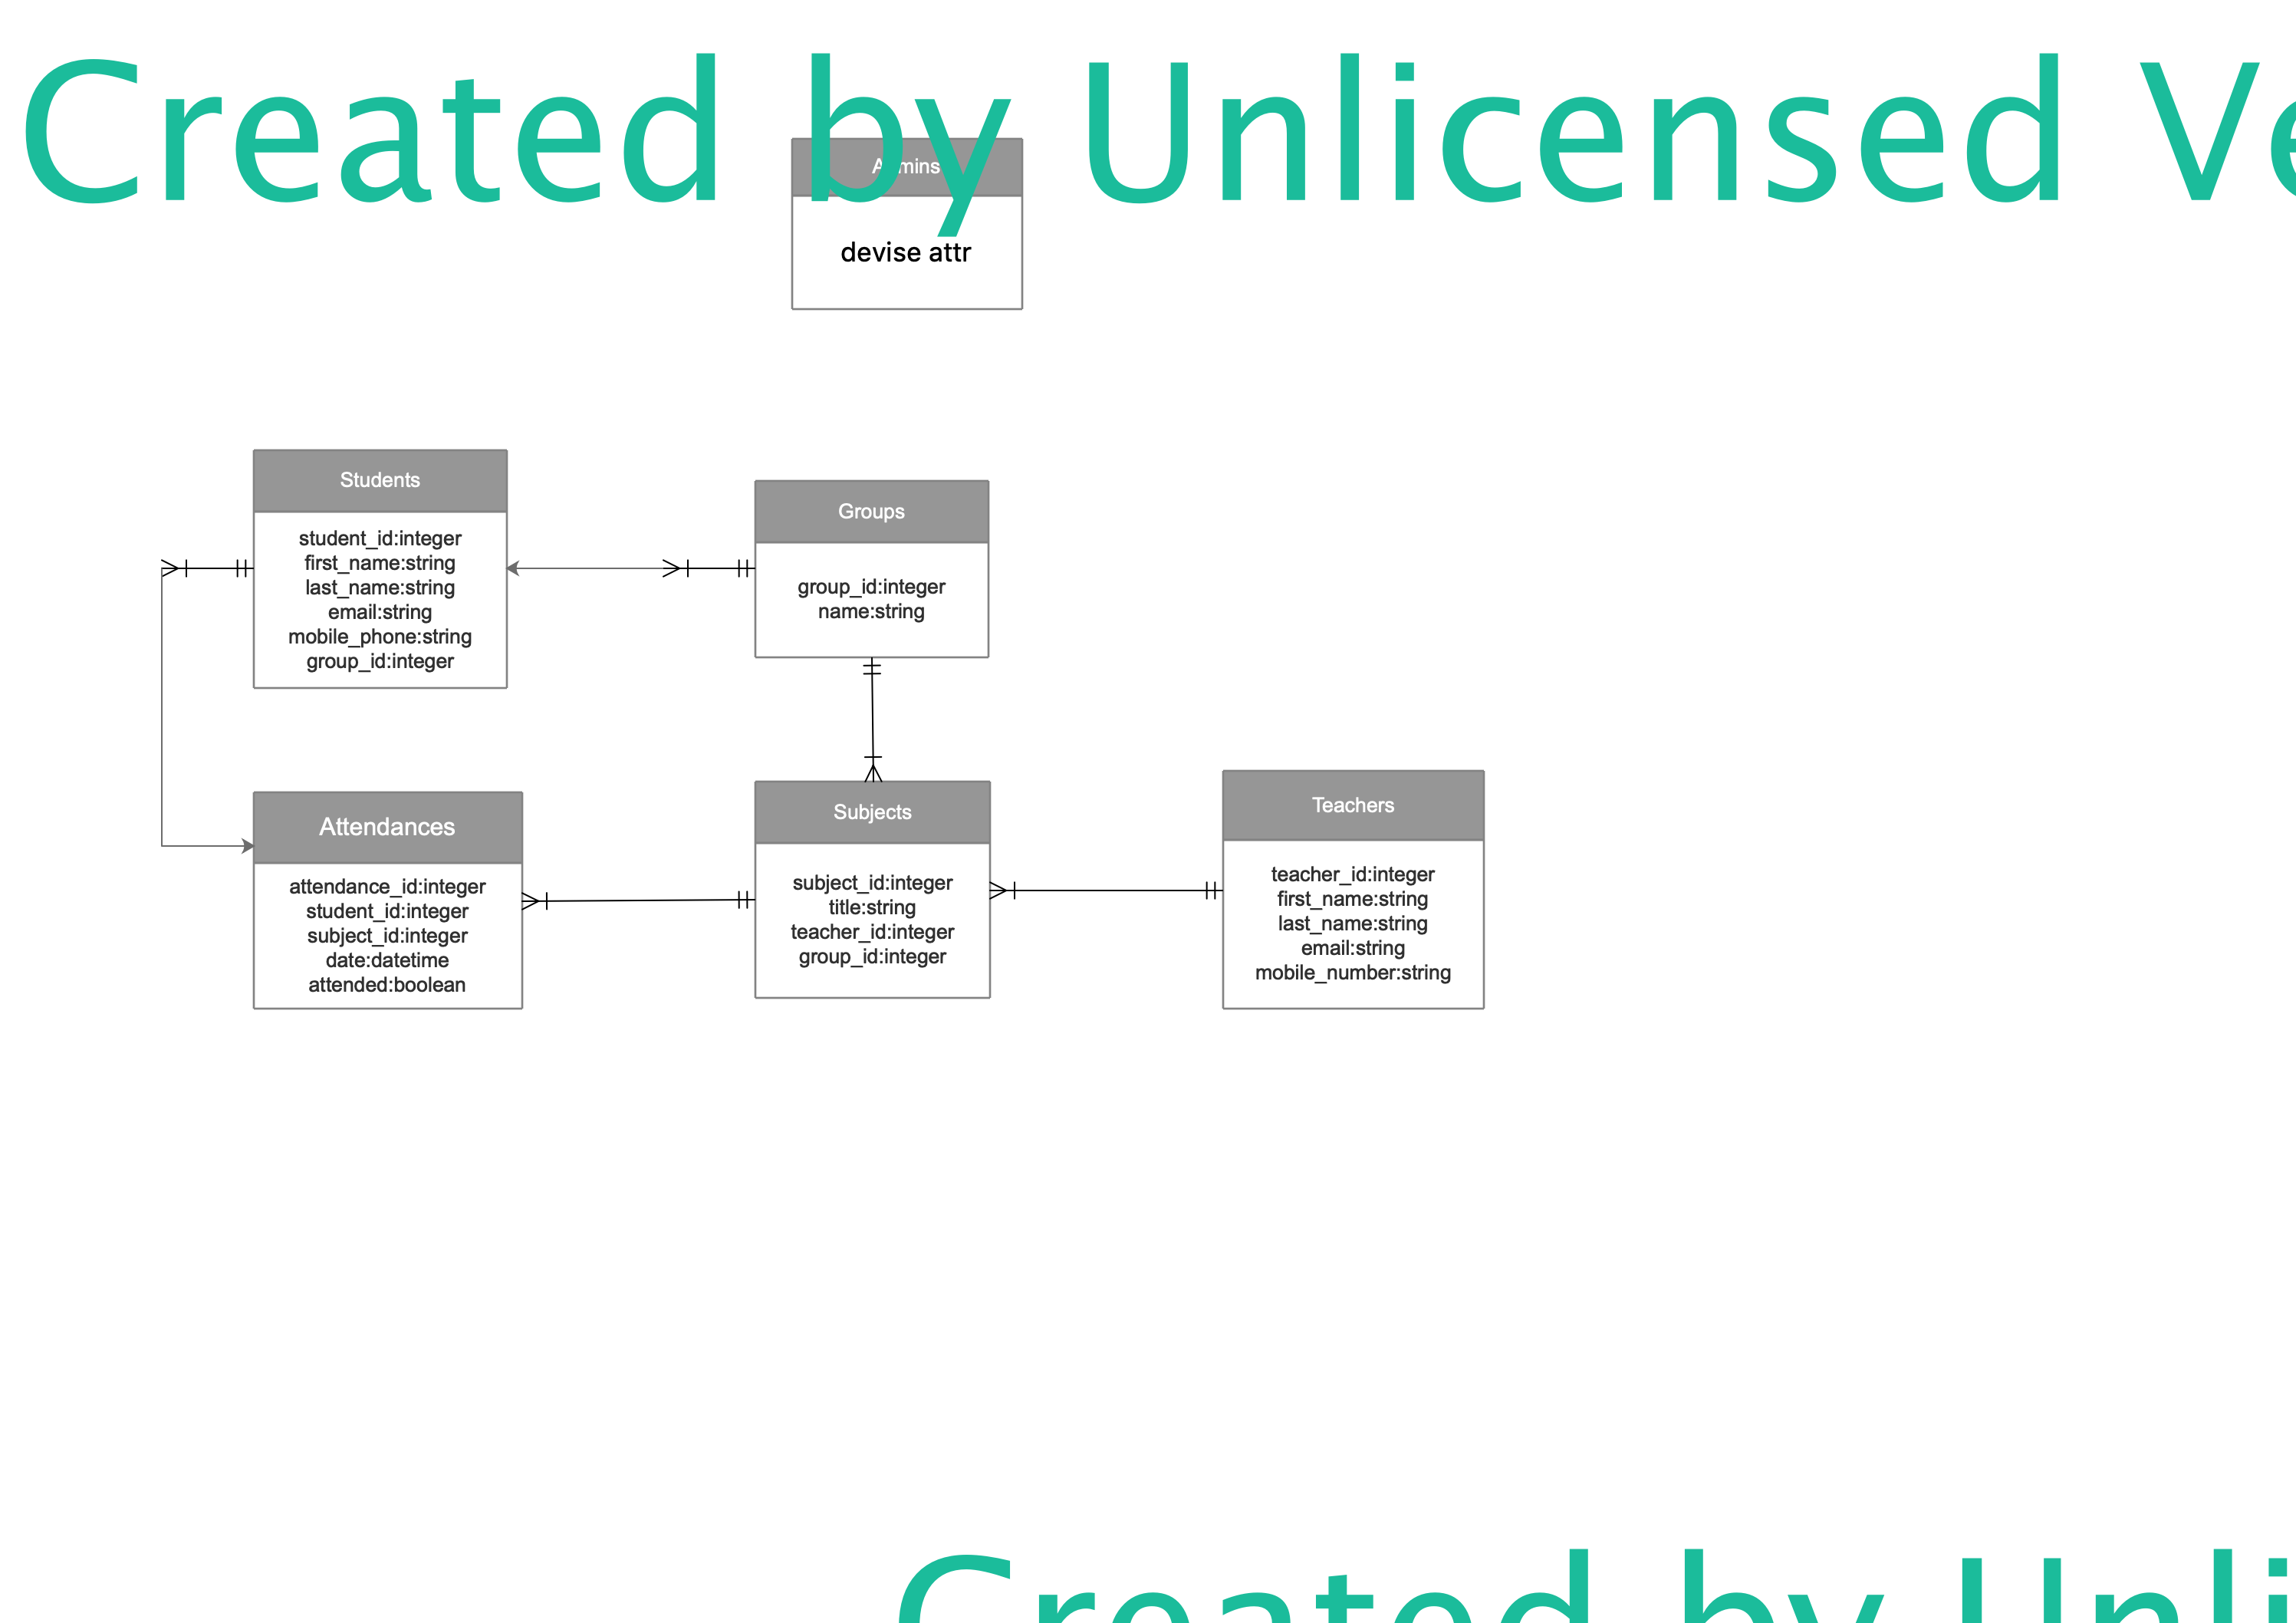 Created by Unlicensed Ve
Admins
devise attr
Students
student_id:integer
first_name:string
last_name:string
email:string
mobile_phone:string
group_id:integer
Groups
group_id:integer
name:string
Attendances
attendance_id:integer
student_id:integer
subject_id:integer
date:datetime
attended:boolean
Subjects
subject_id:integer
title:string
teacher_id:integer
group_id:integer
Teachers
teacher_id:integer
first_name:string
last_name:string
email:string
mobile_number:string
Created by Unli